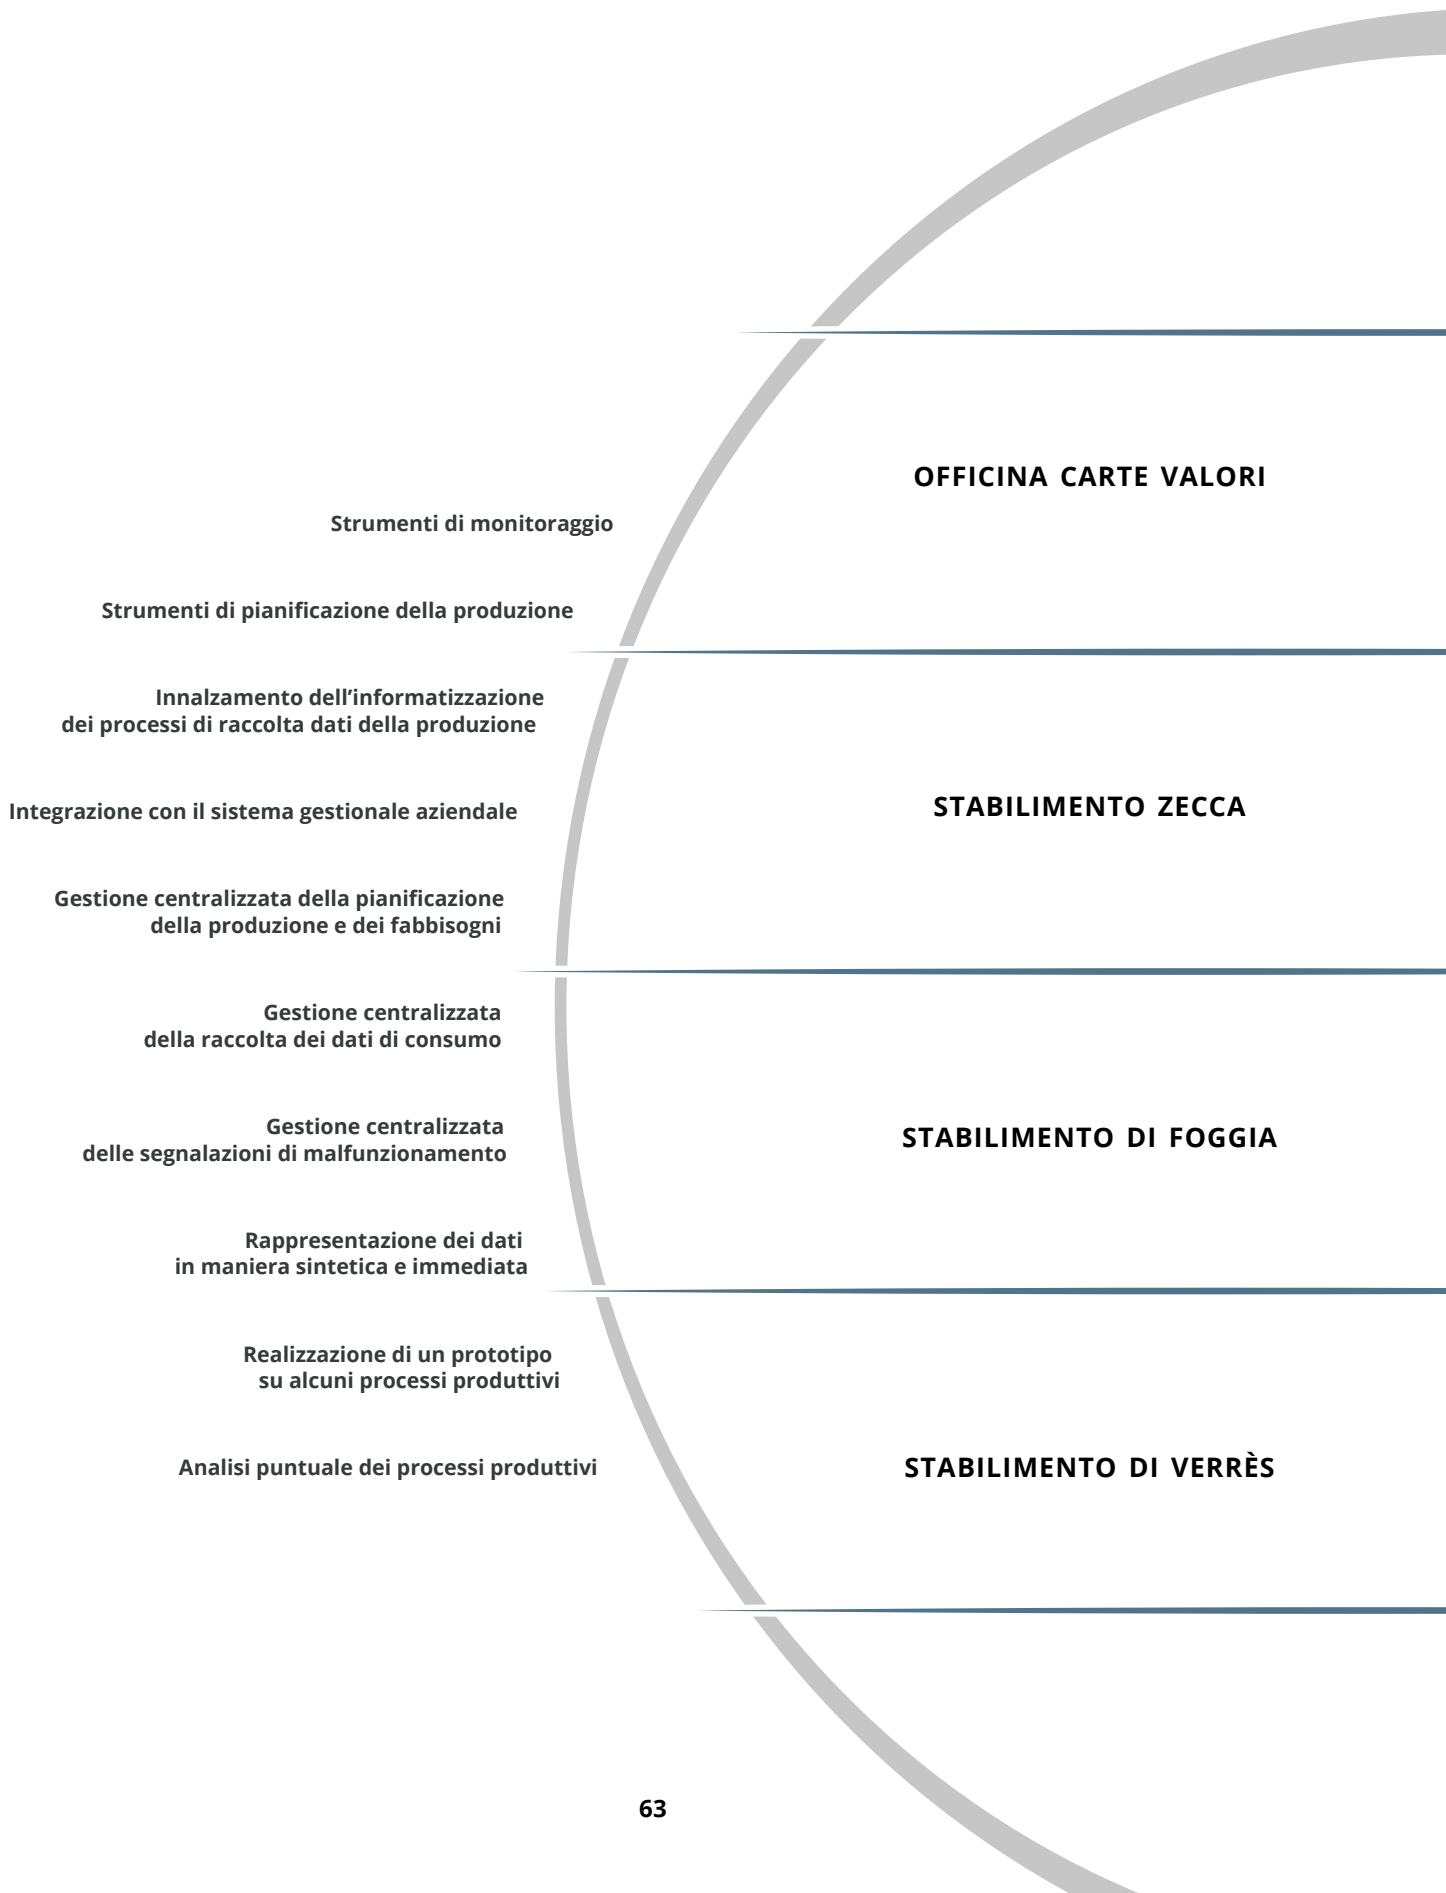 OFFICINA CARTE VALORI
Strumenti di monitoraggio
Strumenti di pianificazione della produzione
Innalzamento dell’informatizzazione
dei processi di raccolta dati della produzione
Integrazione con il sistema gestionale aziendale
STABILIMENTO ZECCA
Gestione centralizzata della pianificazione
della produzione e dei fabbisogni
Gestione centralizzata
della raccolta dei dati di consumo
Gestione centralizzata
delle segnalazioni di malfunzionamento
STABILIMENTO DI FOGGIA
Rappresentazione dei dati
in maniera sintetica e immediata
Realizzazione di un prototipo
su alcuni processi produttivi
Analisi puntuale dei processi produttivi
STABILIMENTO DI VERRÈS
63